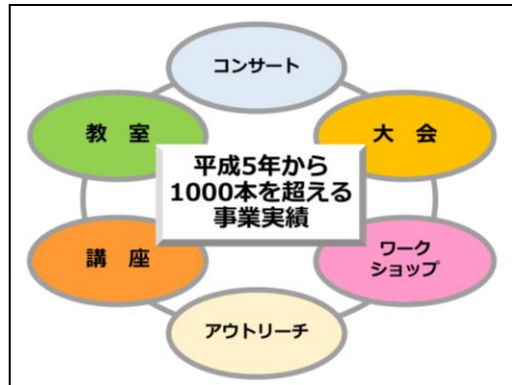 コンサート
教　室
大　会
平成5年から
1000本を超える
事業実績
講　座
ワーク
ショップ
アウトリーチ